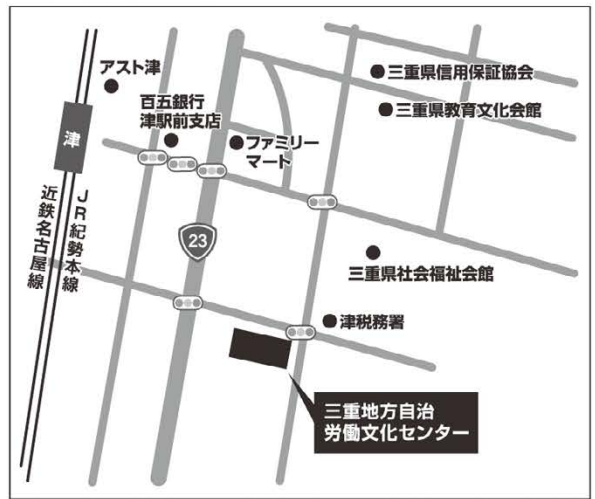 アスト津
三重県信用保証協会
三重県教育文化会館
百五銀行
津駅前支店
ファミリー
マート
津
JR紀勢本線
近鉄名古屋線
23
三重県社会福祉会館
津税務署
三重地方自治
労働文化センター